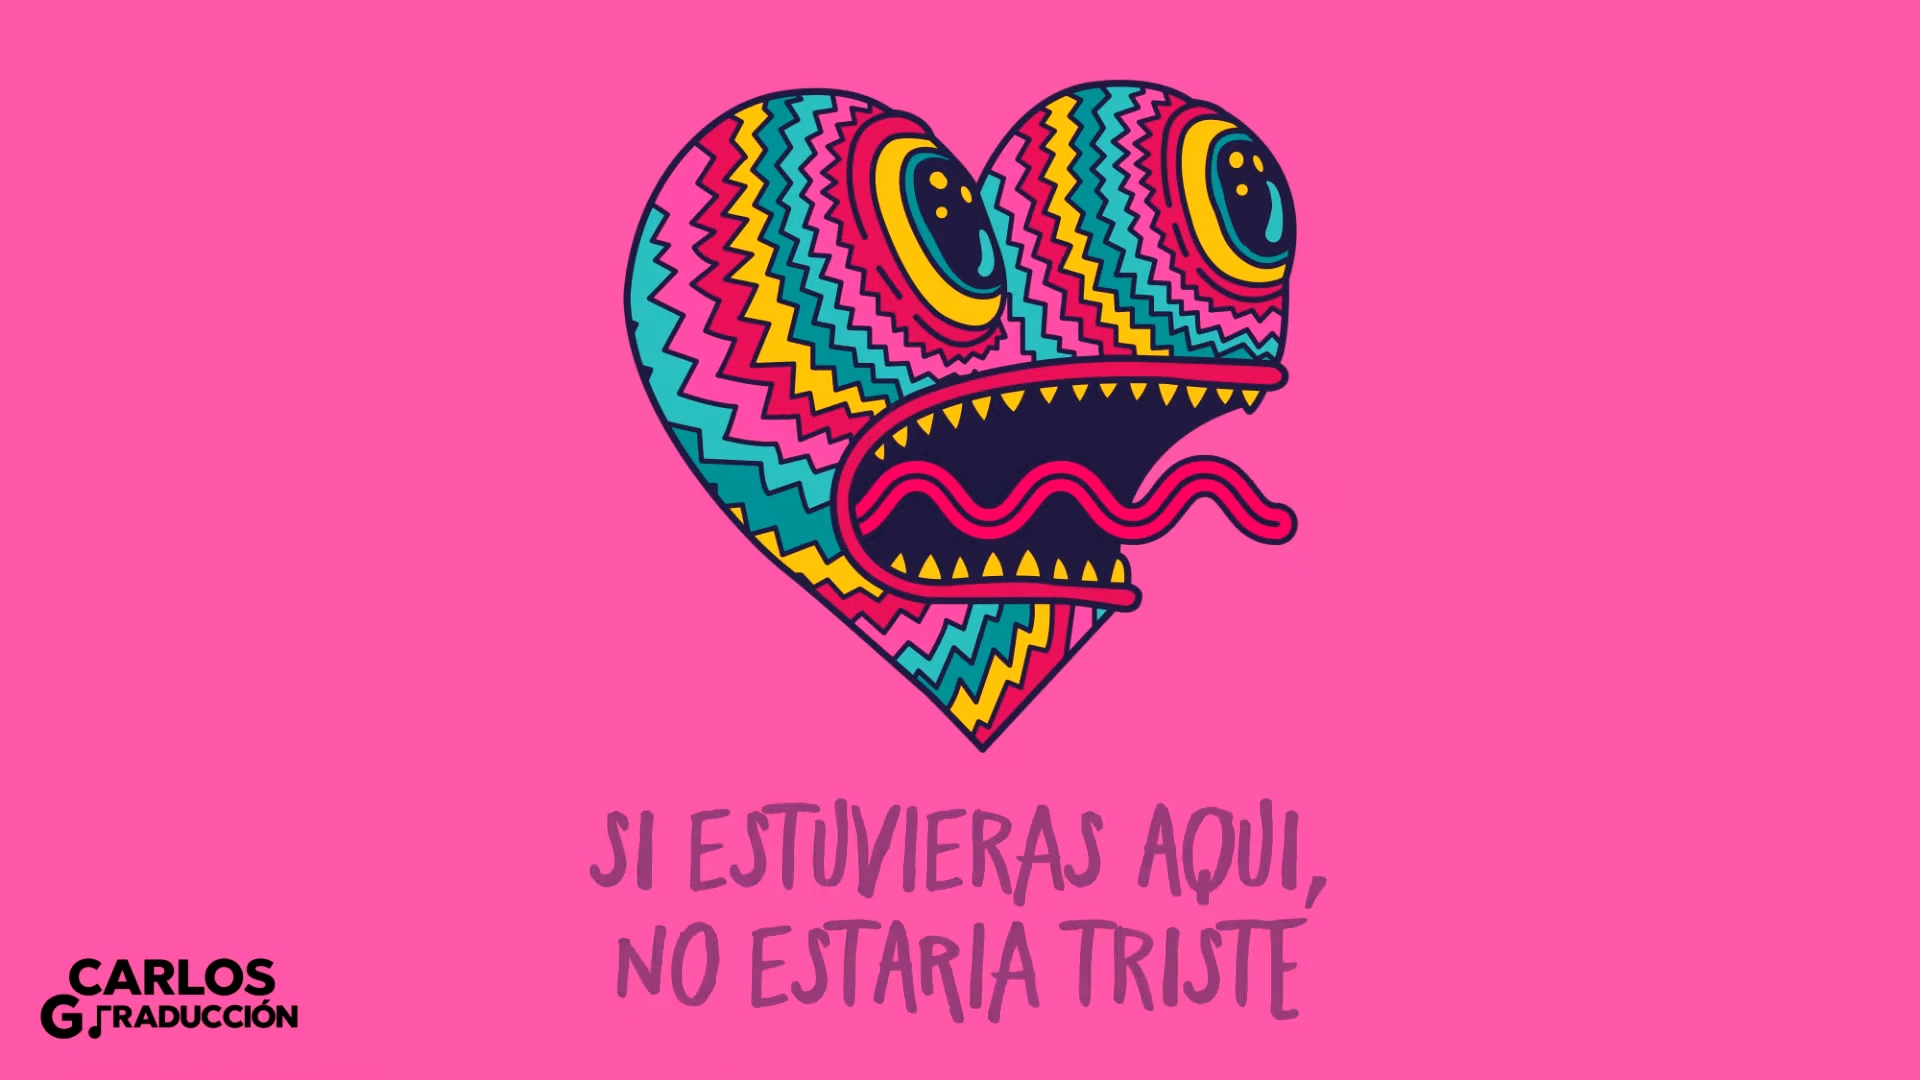 SI ESTUVIERAS AQUI,
NO ESTARIA TRISTE
CARLOS
G. TRADUCCIÓN